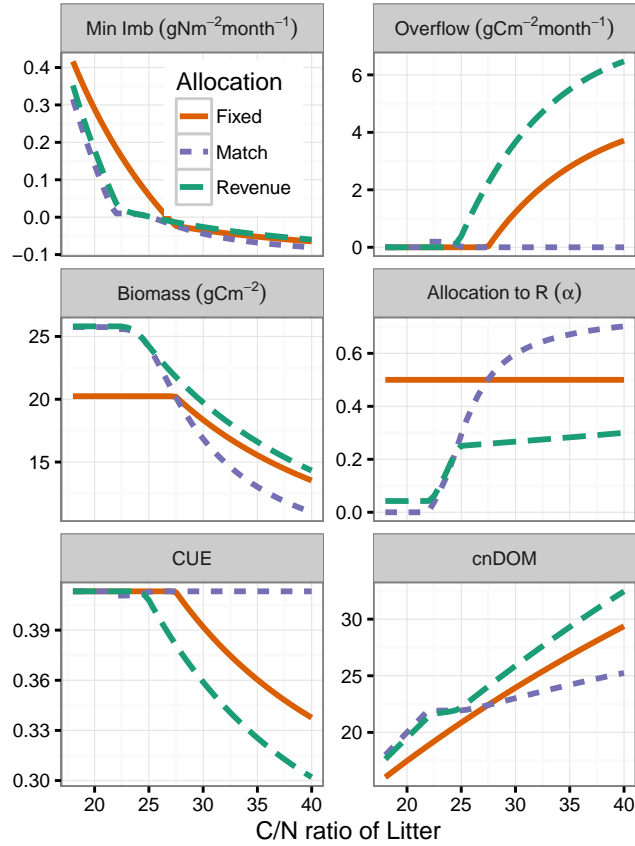 Min Imb (gNm⁻²month⁻¹)
Overflow (gCm⁻²month⁻¹)
0.4
0.3
0.2
0.1
0.0
−0.1
Allocation
Fixed
Match
Revenue
6
4
2
0
Biomass (gCm⁻²)
Allocation to R (α)
25
20
15
0.6
0.4
0.2
0.0
CUE
cnDOM
0.39
0.36
0.33
0.30
30
25
20
20 25 30 35 40
20 25 30 35 40
C/N ratio of Litter